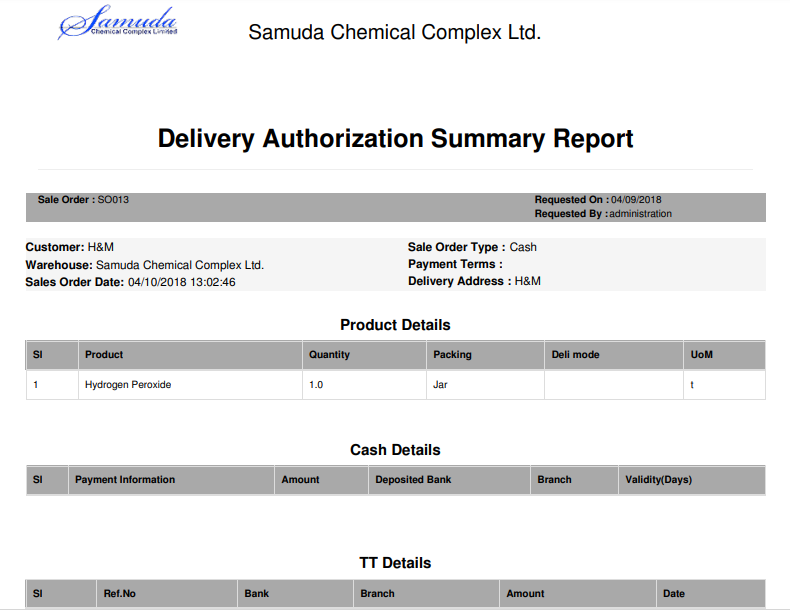 Samuda
Chemical Complex Limited
Samuda Chemical Complex Ltd.
Delivery Authorization Summary Report
Sale Order : SO013
Requested On : 04/09/2018
Requested By : administration
Customer: H&M
Sale Order Type : Cash
Warehouse: Samuda Chemical Complex Ltd.
Payment Terms :
Sales Order Date: 04/10/2018 13:02:46
Delivery Address : H&M
Product Details
Sl Product Quantity Packing Deli mode UoM
1 Hydrogen Peroxide 1.0 Jar t
Cash Details
Sl Payment Information Amount Deposited Bank Branch Validity(Days)
TT Details
Sl Ref.No Bank Branch Amount Date